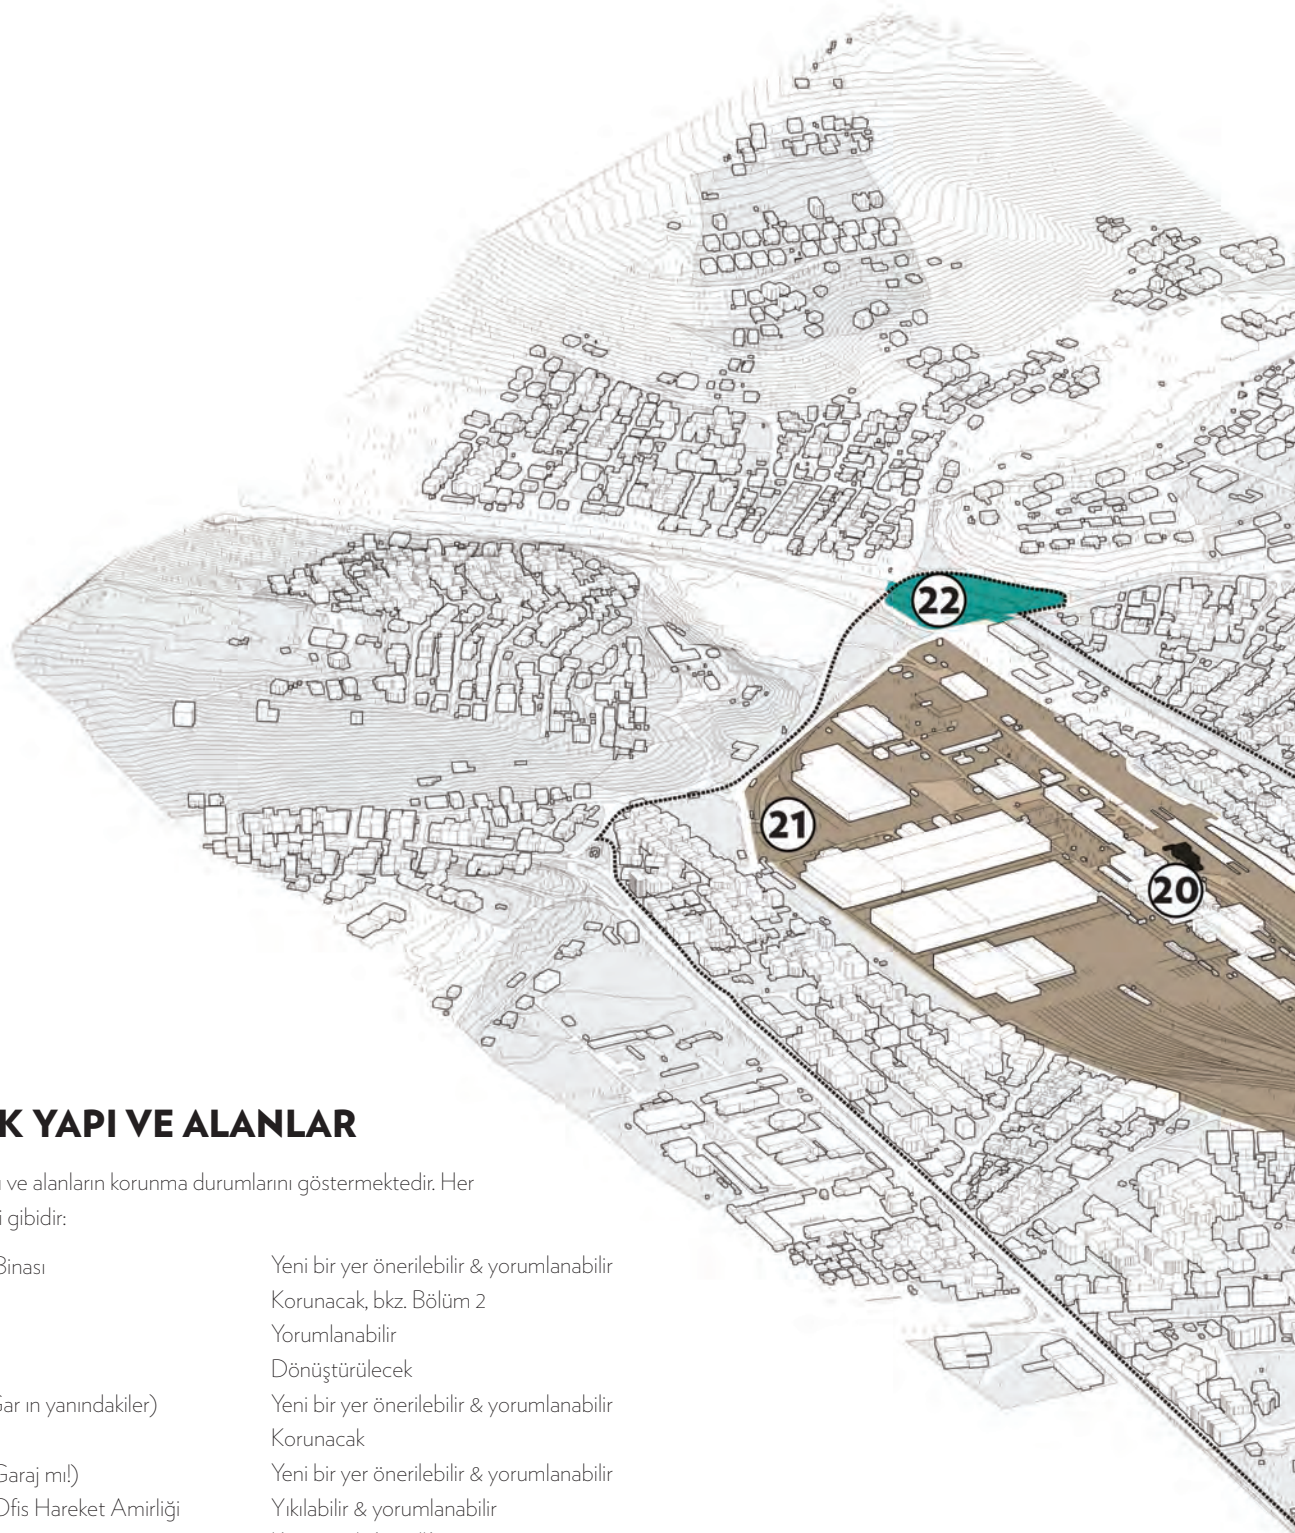 22
21
20
K YAPI VE ALANLAR
ve alanların korunma durumlarını göstermektedir. Her
i gibidir:
Binası Yeni bir yer önerilebilir & yorumlanabilir
Korunacak, bkz. Bölüm 2
Yorumlanabilir
Dönüştürülecek
Gar ın yanındakiler) Yeni bir yer önerilebilir & yorumlanabilir
Korunacak
Garaj mı!) Yeni bir yer önerilebilir & yorumlanabilir
Ofis Hareket Amirliği Yıkılabilir & yorumlanabilir